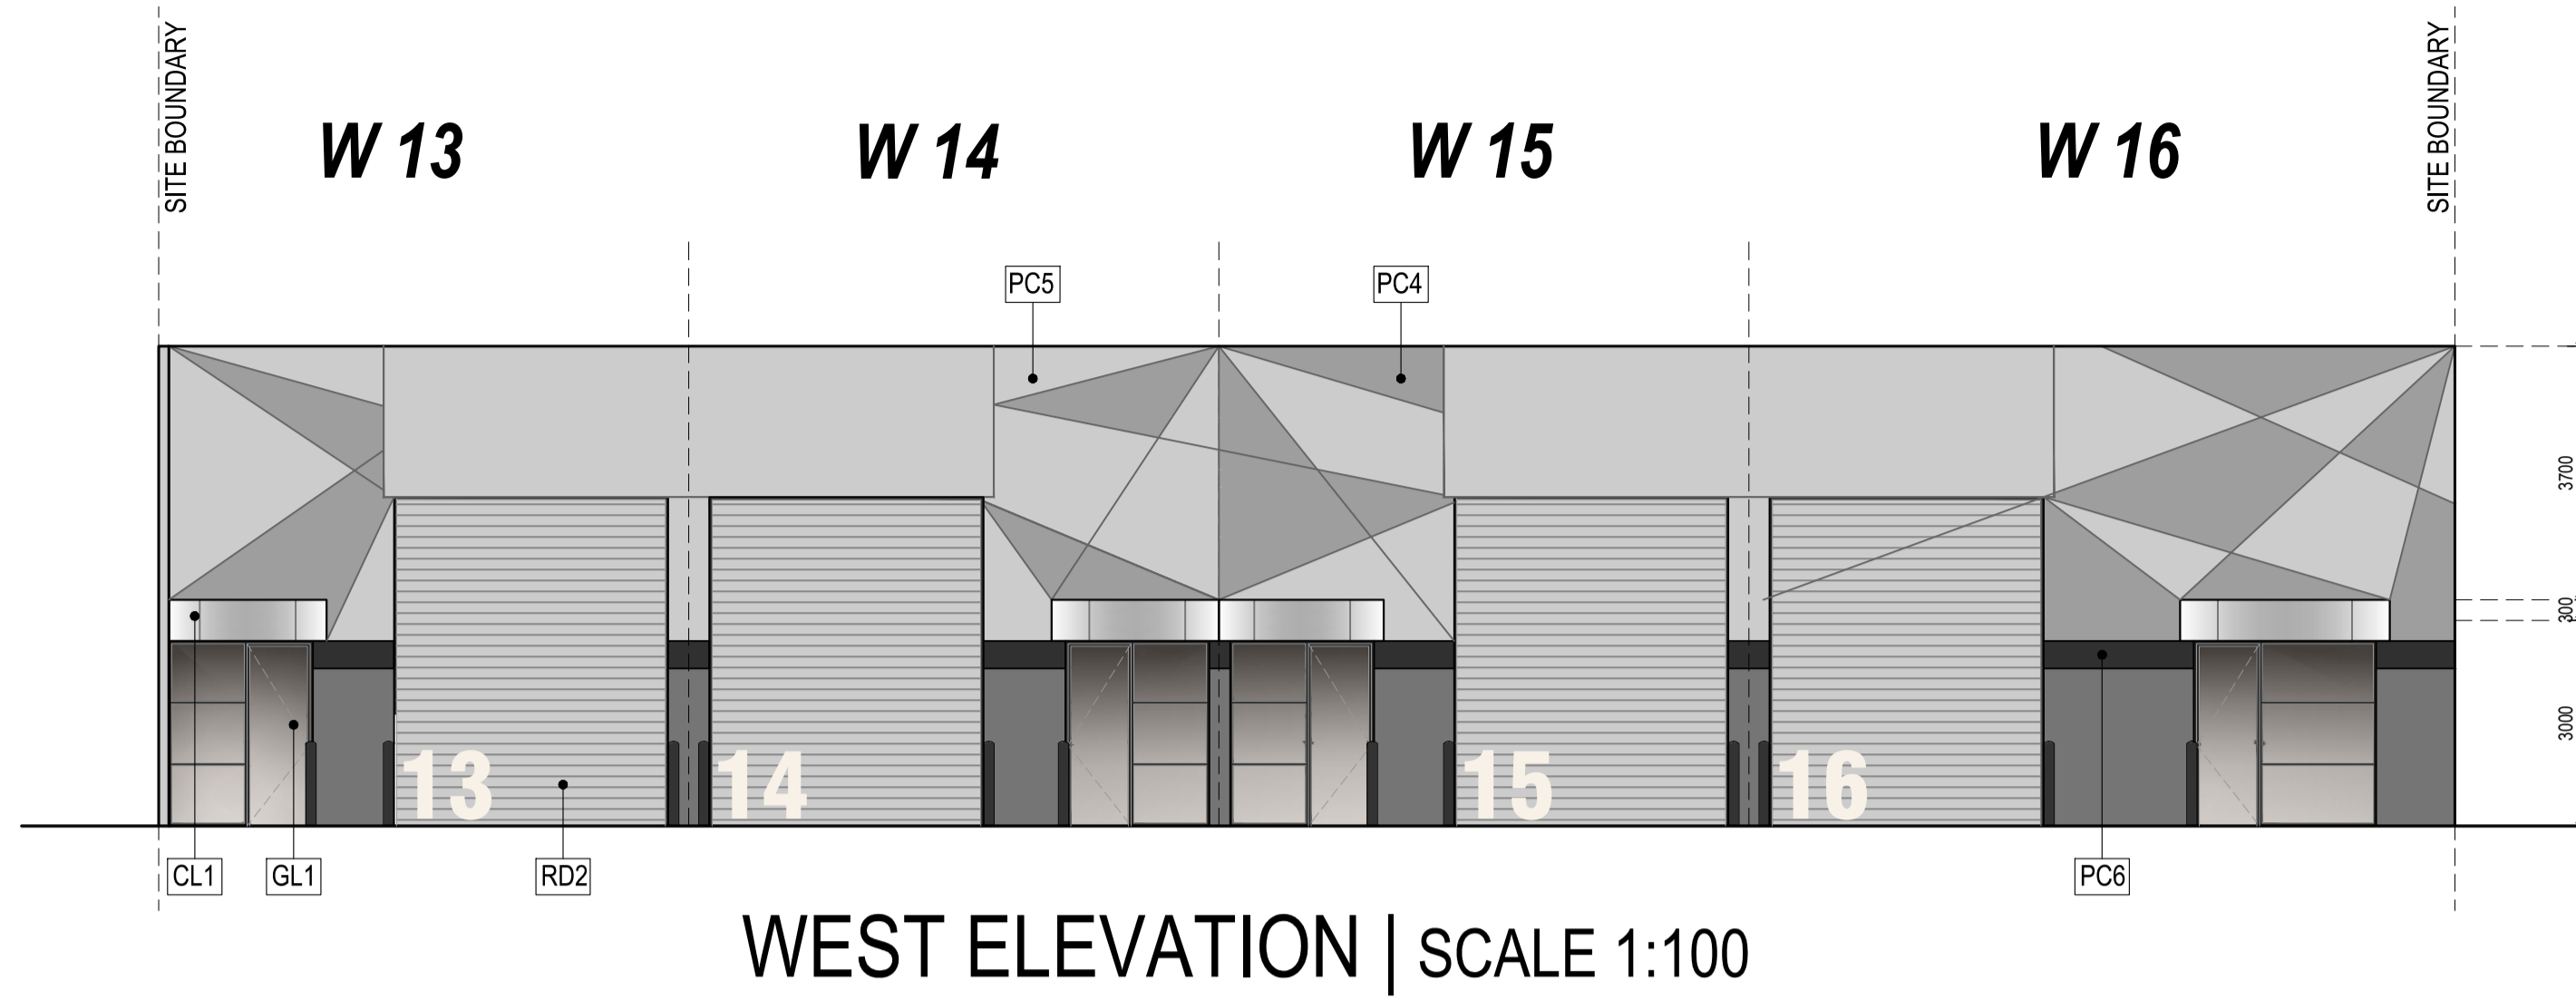 SITE BOUNDARY
SITE BOUNDARY
W 13
W 14
W 15
W 16
PC5
PC4
3700
300
3000
13
14
15
16
CL1
GL1
RD2
PC6
WEST ELEVATION | SCALE 1:100